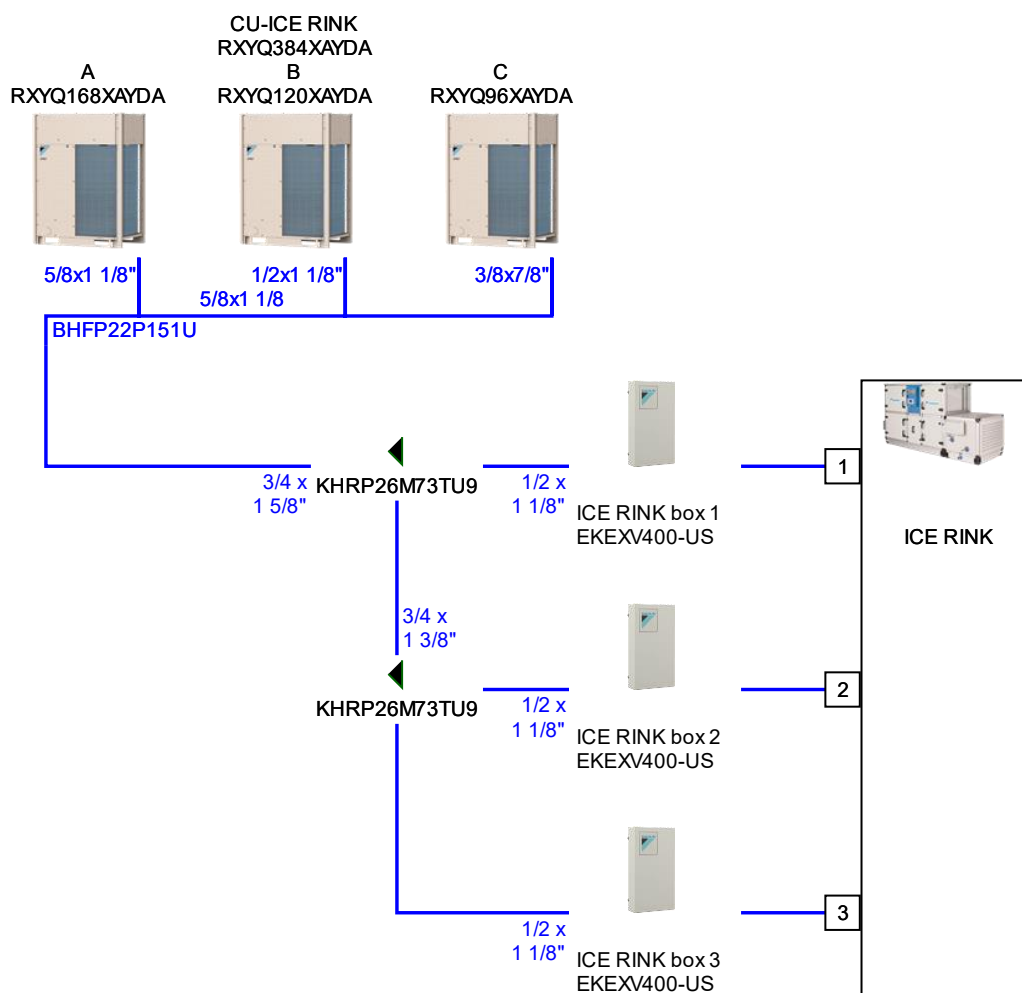 CU-ICE RINK
RXYQ384XAYDA
A
RXYQ168XAYDA
B
RXYQ120XAYDA
C
RXYQ96XAYDA
5/8x1 1/8"
1/2x1 1/8"
3/8x7/8"
5/8x1 1/8
BHFP22P151U
3/4 x
1 5/8"
KHRP26M73TU9
1/2 x
1 1/8"
ICE RINK box 1
EKEXV400-US
1
ICE RINK
3/4 x
1 3/8"
KHRP26M73TU9
1/2 x
1 1/8"
ICE RINK box 2
EKEXV400-US
2
1/2 x
1 1/8"
ICE RINK box 3
EKEXV400-US
3